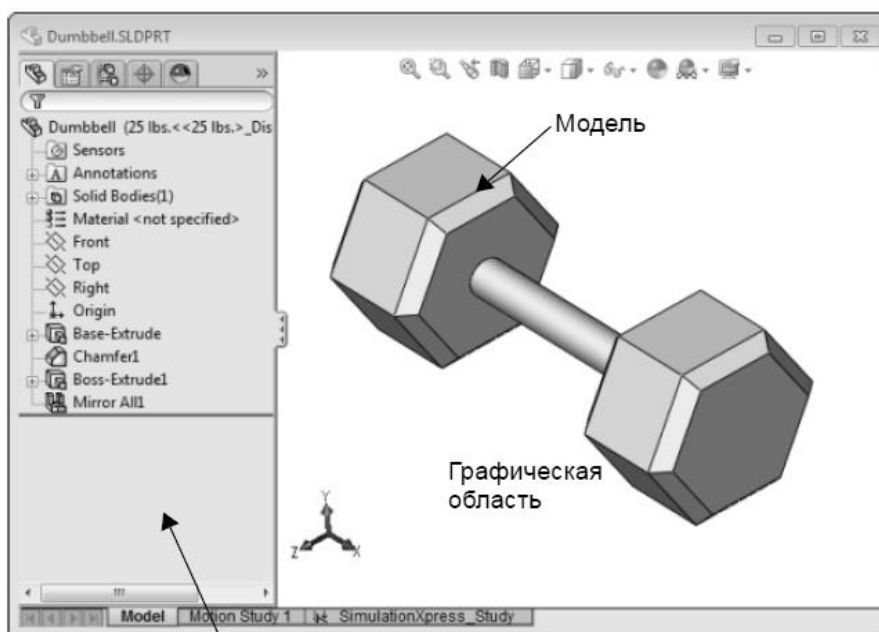 Dumbbell.SLDPRT
Dumbbell (25 lbs.<<25 lbs.>_Dis
Sensors
A Annotations
Solid Bodies(1)
Material <not specified>
Front
Top
Right
Origin
Base-Extrude
Chamfer1
Boss-Extrude1
Mirror All1
Модель
Графическая
область
Y
Z
X
Model
Motion Study 1
SimulationXpress_Study